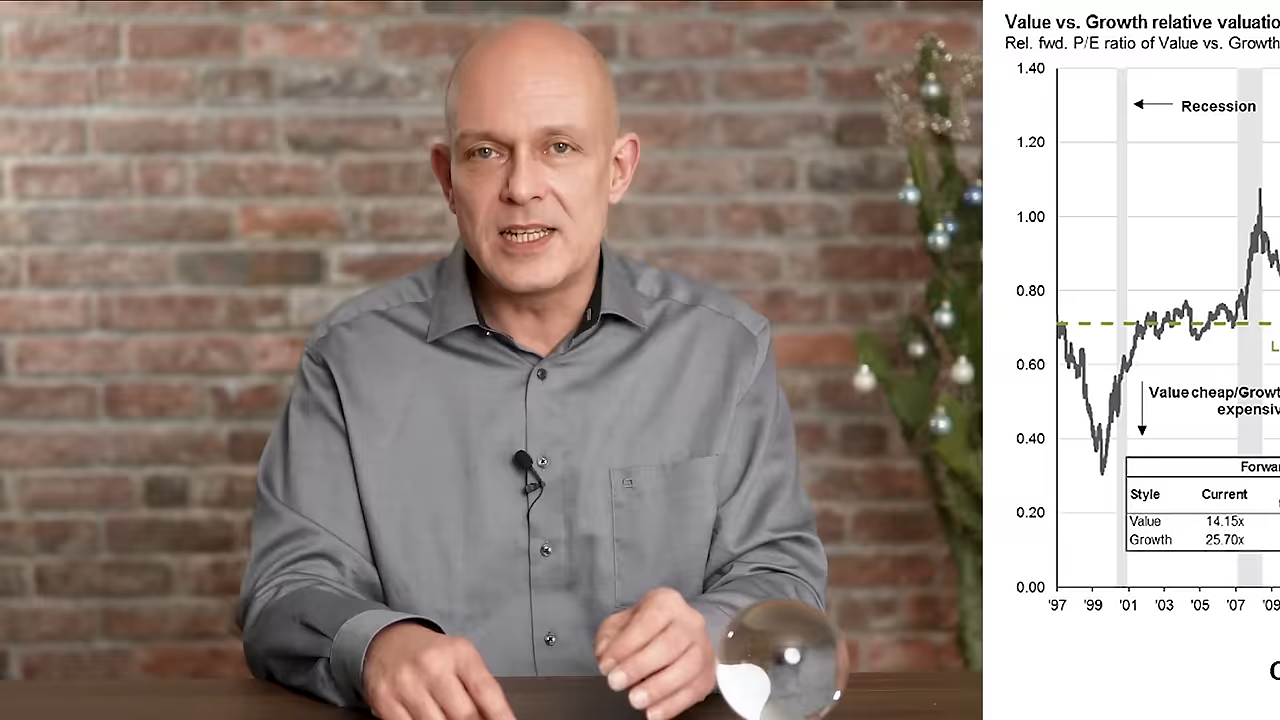 Value vs. Growth relative valuatio
Rel. fwd. P/E ratio of Value vs. Growth
1.40
Recession
1.20
1.00
0.80
L
0.60
Value cheap/Growt
expensiv
0.40
Forwa
Style Current
0.20
Value 14.15x
Growth 25.70x
0.00
'97 '99 '01 '03 '05 '07 '09